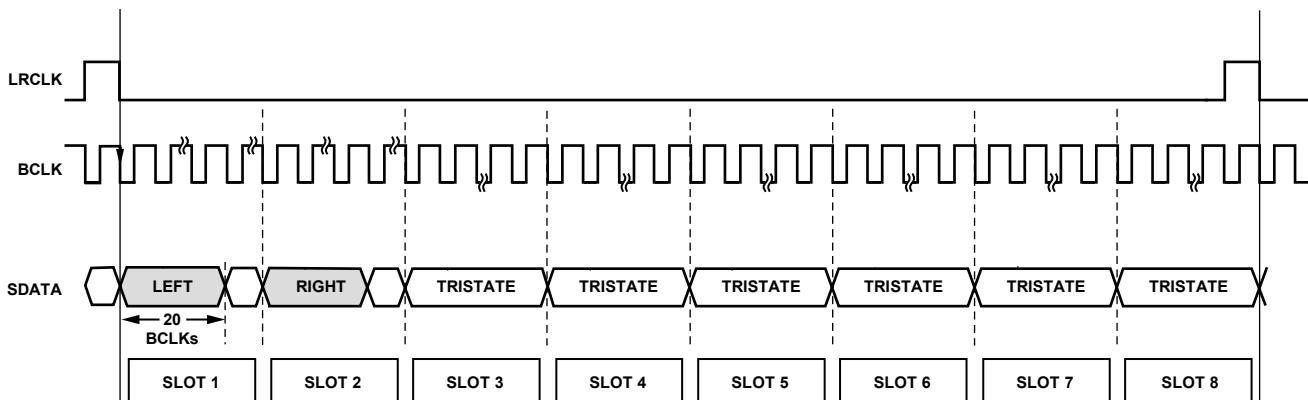 LRCLK
BCLK
SDATA
LEFT
RIGHT
TRISTATE
TRISTATE
TRISTATE
TRISTATE
TRISTATE
TRISTATE
20
BCLKs
SLOT 1
SLOT 2
SLOT 3
SLOT 4
SLOT 5
SLOT 6
SLOT 7
SLOT 8